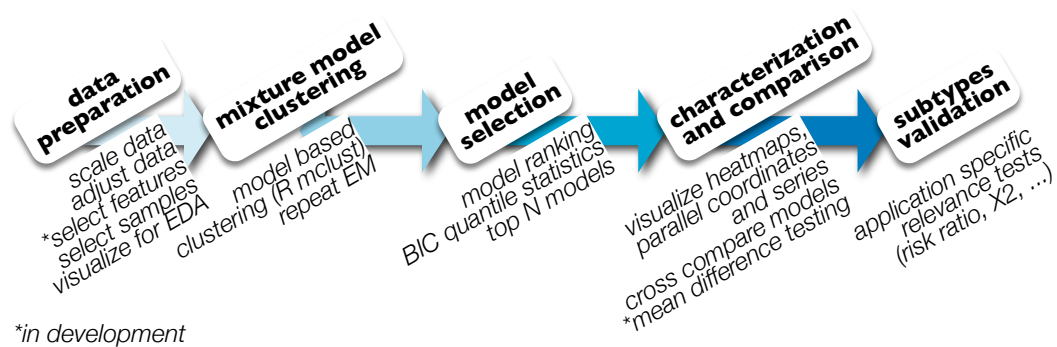 data
preparation
scale data
adjust data
*select features
select samples
visualize for EDA
mixture model
clustering
model based
clustering (R mclust)
repeat EM
model
selection
model ranking
BIC quantile statistics
top N models
characterization
and comparison
visualize heatmaps,
parallel coordinates
and series
cross compare models
*mean difference testing
subtypes
validation
application specific
relevance tests
(risk ratio, X2, ...)
*in development